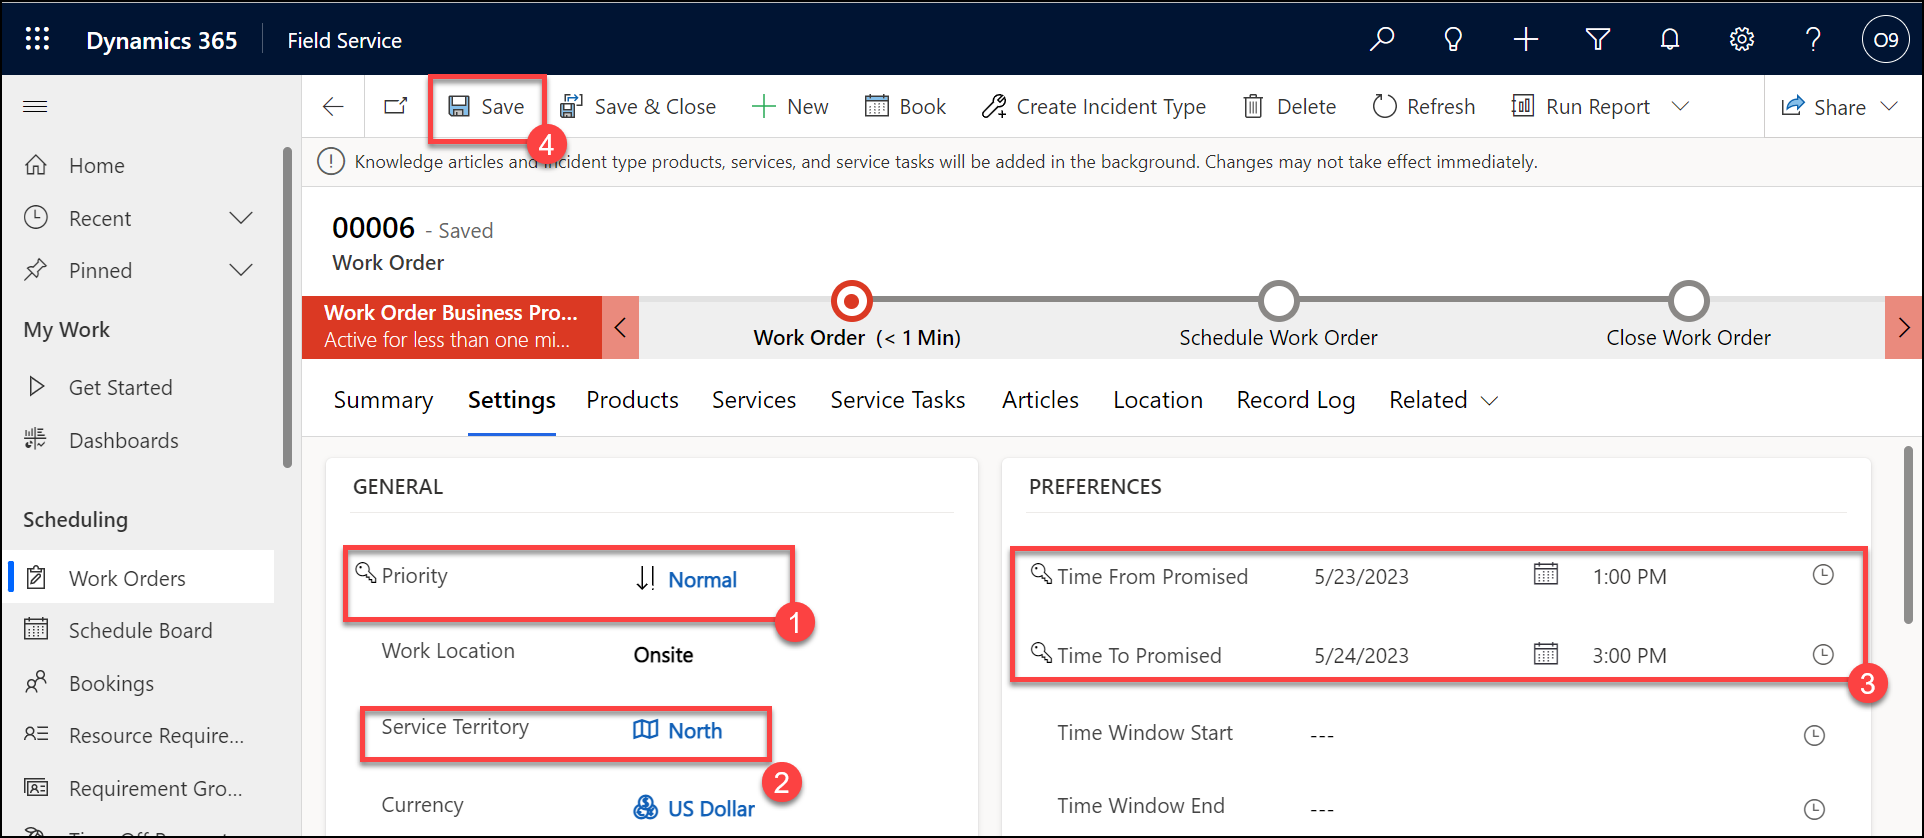 Dynamics 365 Field Service O9
Save Save & Close New Book Create Incident Type Delete Refresh Run Report Share
4
Knowledge articles and incident type products, services, and service tasks will be added in the background. Changes may not take effect immediately.
Home
Recent
Pinned
My Work
Get Started
Dashboards
Scheduling
Work Orders
Schedule Board
Bookings
Resource Require...
Requirement Gro...
00006 - Saved
Work Order
Work Order Business Pro...
Active for less than one mi...
Work Order (< 1 Min) Schedule Work Order Close Work Order
Summary Settings Products Services Service Tasks Articles Location Record Log Related
GENERAL
Priority Normal
1
Work Location Onsite
Service Territory North
2
Currency US Dollar
PREFERENCES
Time From Promised 5/23/2023 1:00 PM
Time To Promised 5/24/2023 3:00 PM
3
Time Window Start ---
Time Window End ---